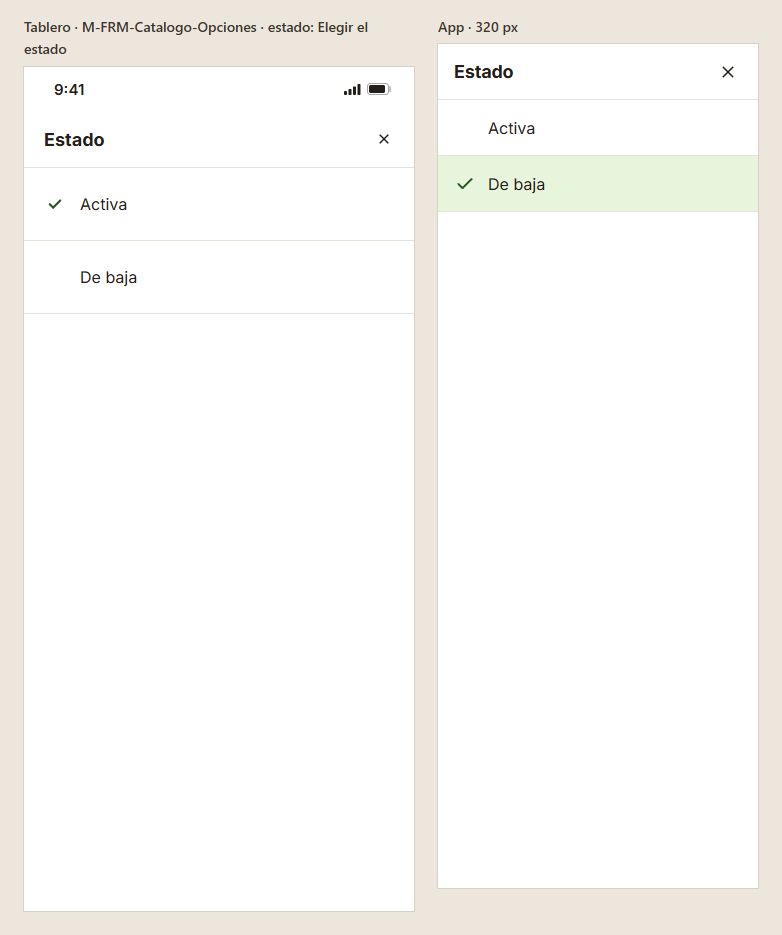 Tablero · M-FRM-Catalogo-Opciones · estado: Elegir el
estado
9:41
Estado
Activa
De baja
App · 320 px
Estado
Activa
De baja